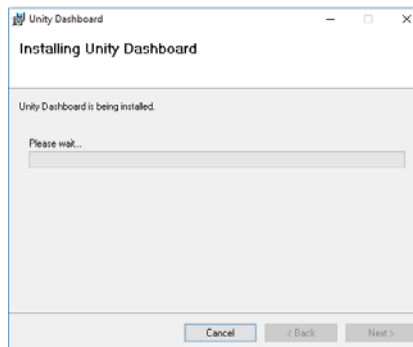 Unity Dashboard
Installing Unity Dashboard
Unity Dashboard is being installed.
Please wait...
Cancel
< Back
Next >